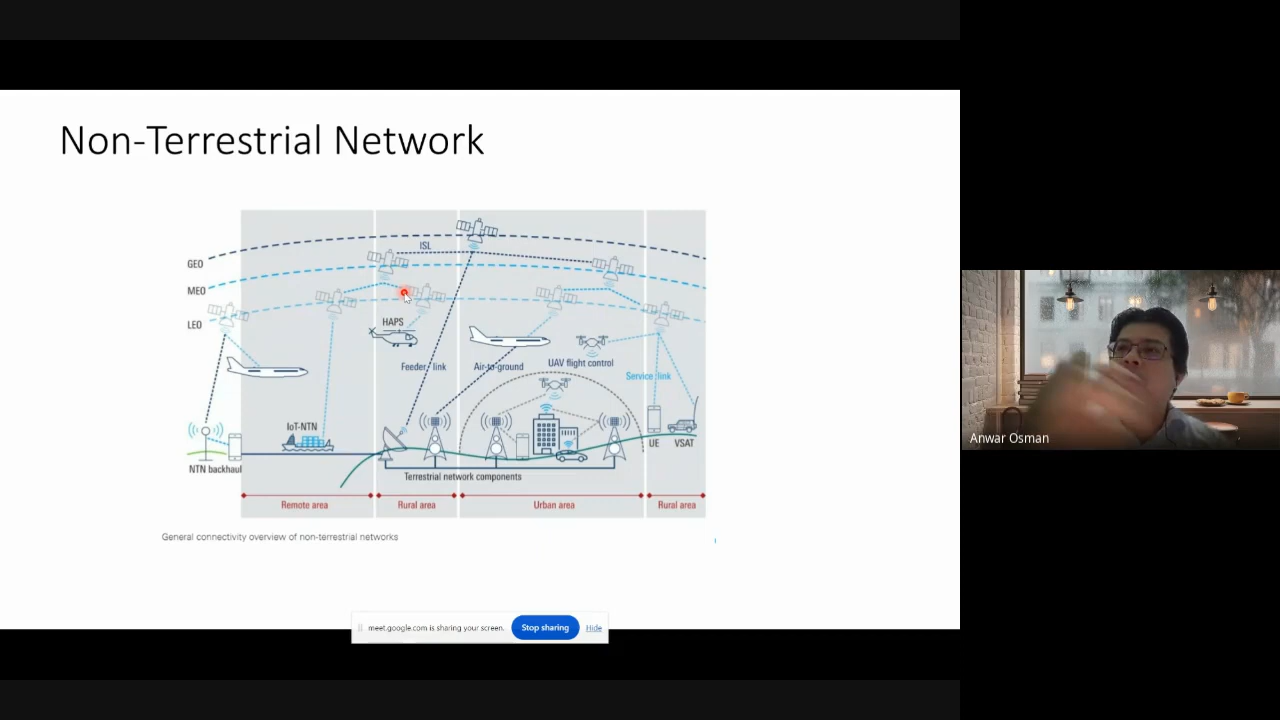 Non-Terrestrial Network
GEO
ISL
MEO
LEO
HAPS
Feeder link
Air-to-ground
UAV flight control
Service link
IoT-NTN
UE
VSAT
NTN backhaul
Terrestrial network components
Remote area
Rural area
Urban area
Rural area
General connectivity overview of non-terrestrial networks
meet.google.com is sharing your screen.
Stop sharing
Hide
Anwar Osman